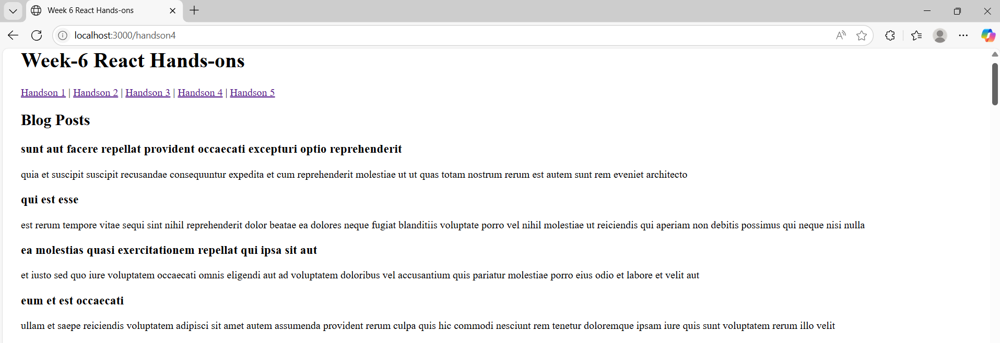 Week 6 React Hands-ons
localhost:3000/handson4
Week-6 React Hands-ons
Handson 1 | Handson 2 | Handson 3 | Handson 4 | Handson 5
Blog Posts
sunt aut facere repellat provident occaecati excepturi optio reprehenderit
quia et suscipit suscipit recusandae consequuntur expedita et cum reprehenderit molestiae ut ut quas totam nostrum rerum est autem sunt rem eveniet architecto
qui est esse
est rerum tempore vitae sequi sint nihil reprehenderit dolor beatae ea dolores neque fugiat blanditiis voluptate porro vel nihil molestiae ut reiciendis qui aperiam non debitis possimus qui neque nisi nulla
ea molestias quasi exercitationem repellat qui ipsa sit aut
et iusto sed quo iure voluptatem occaecati omnis eligendi aut ad voluptatem doloribus vel accusantium quis pariatur molestiae porro eius odio et labore et velit aut
eum et est occaecati
ullam et saepe reiciendis voluptatem adipisci sit amet autem assumenda provident rerum culpa quis hic commodi nesciunt rem tenetur doloremque ipsam iure quis sunt voluptatem rerum illo velit